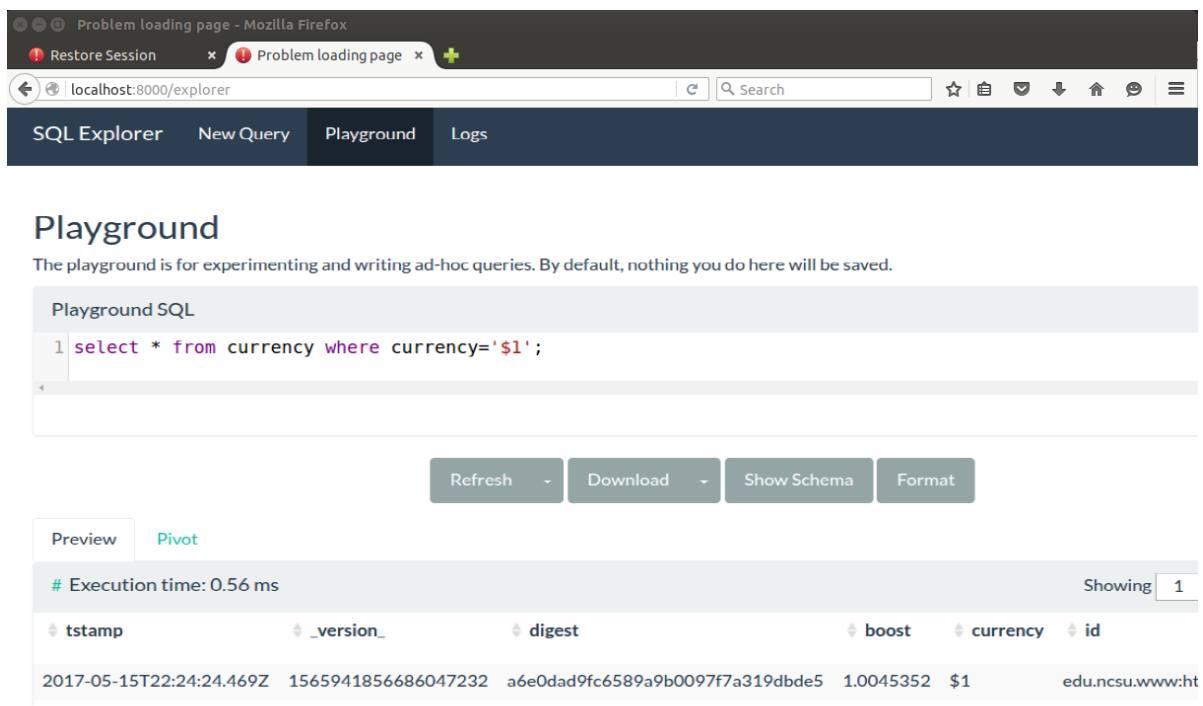 Problem loading page - Mozilla Firefox
Restore Session × Problem loading page ×
localhost:8000/explorer Search
SQL Explorer New Query Playground Logs
Playground
The playground is for experimenting and writing ad-hoc queries. By default, nothing you do here will be saved.
Playground SQL
1 select * from currency where currency='$1';
Refresh Download Show Schema Format
Preview Pivot
# Execution time: 0.56 ms Showing 1
tstamp _version_ digest boost currency id
2017-05-15T22:24:24.469Z 1565941856686047232 a6e0dad9fc6589a9b0097f7a319dbde5 1.0045352 $1 edu.ncsu.www:ht